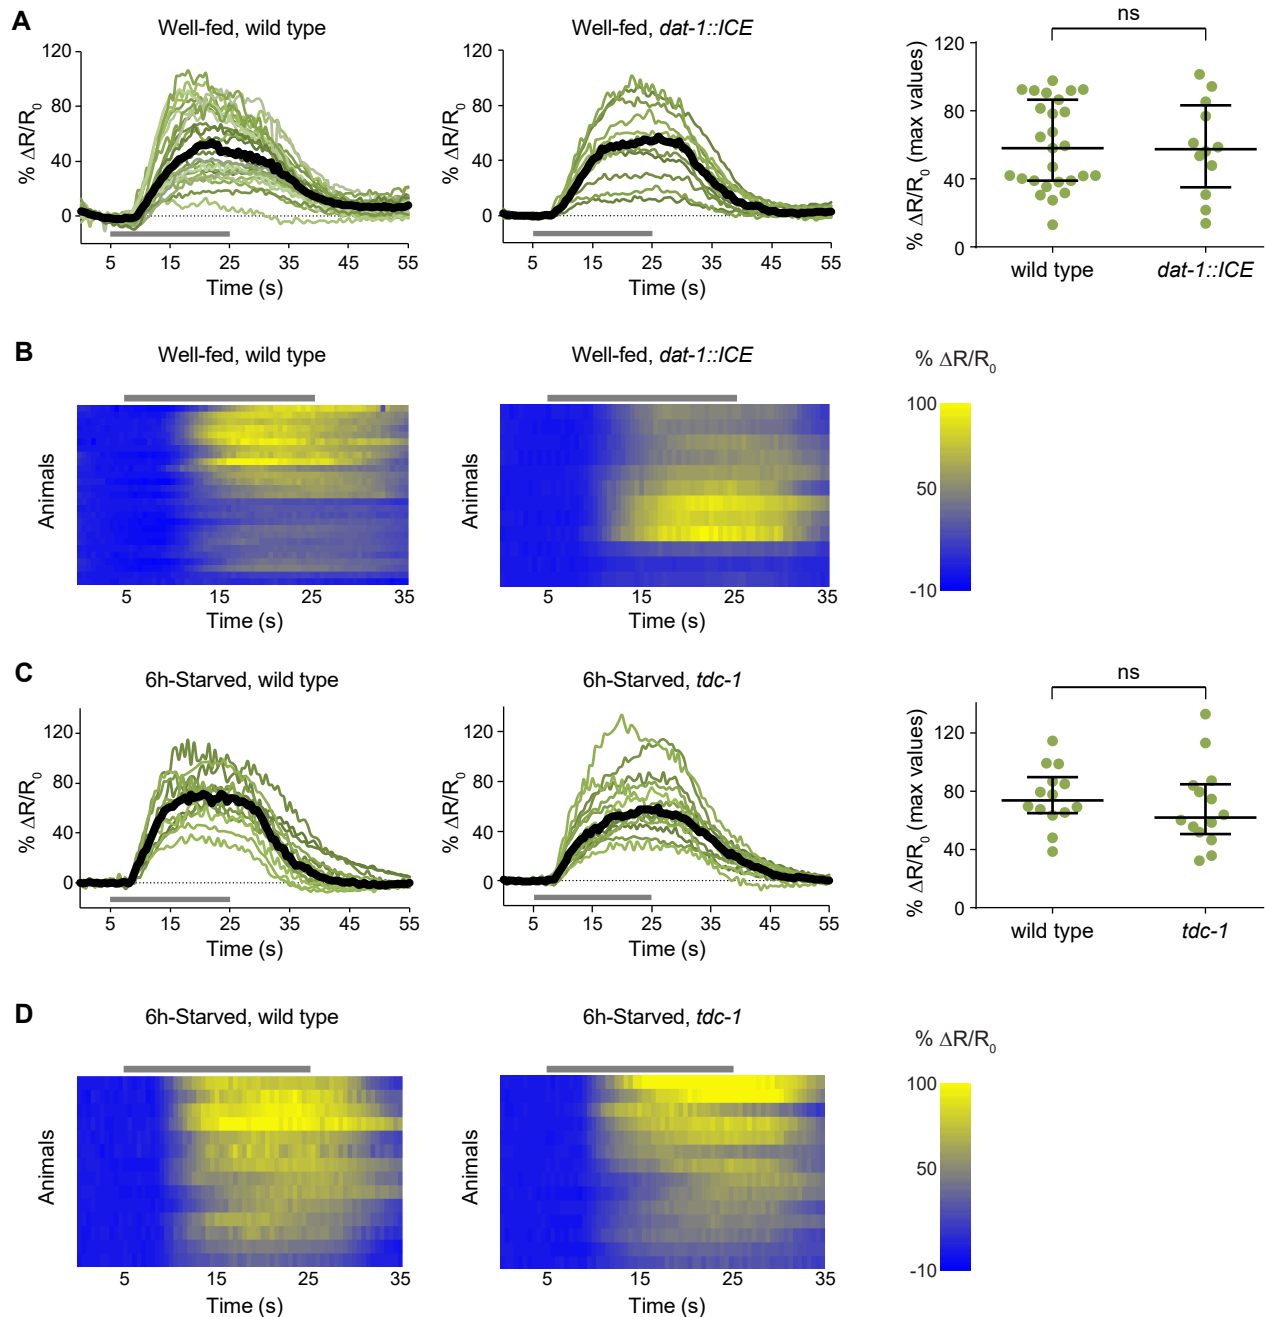 A
Well-fed, wild type
% ΔR/R0
120
80
40
0
5 15 25 35 45 55
Time (s)
Well-fed, dat-1::ICE
% ΔR/R0
120
80
40
0
5 15 25 35 45 55
Time (s)
ns
% ΔR/R0 (max values)
120
80
40
0
wild type dat-1::ICE
B
Well-fed, wild type
Animals
5 15 25 35
Time (s)
Well-fed, dat-1::ICE
Animals
5 15 25 35
Time (s)
% ΔR/R0
100
50
-10
C
6h-Starved, wild type
% ΔR/R0
120
80
40
0
5 15 25 35 45 55
Time (s)
6h-Starved, tdc-1
% ΔR/R0
120
80
40
0
5 15 25 35 45 55
Time (s)
ns
% ΔR/R0 (max values)
120
80
40
0
wild type tdc-1
D
6h-Starved, wild type
Animals
5 15 25 35
Time (s)
6h-Starved, tdc-1
Animals
5 15 25 35
Time (s)
% ΔR/R0
100
50
-10